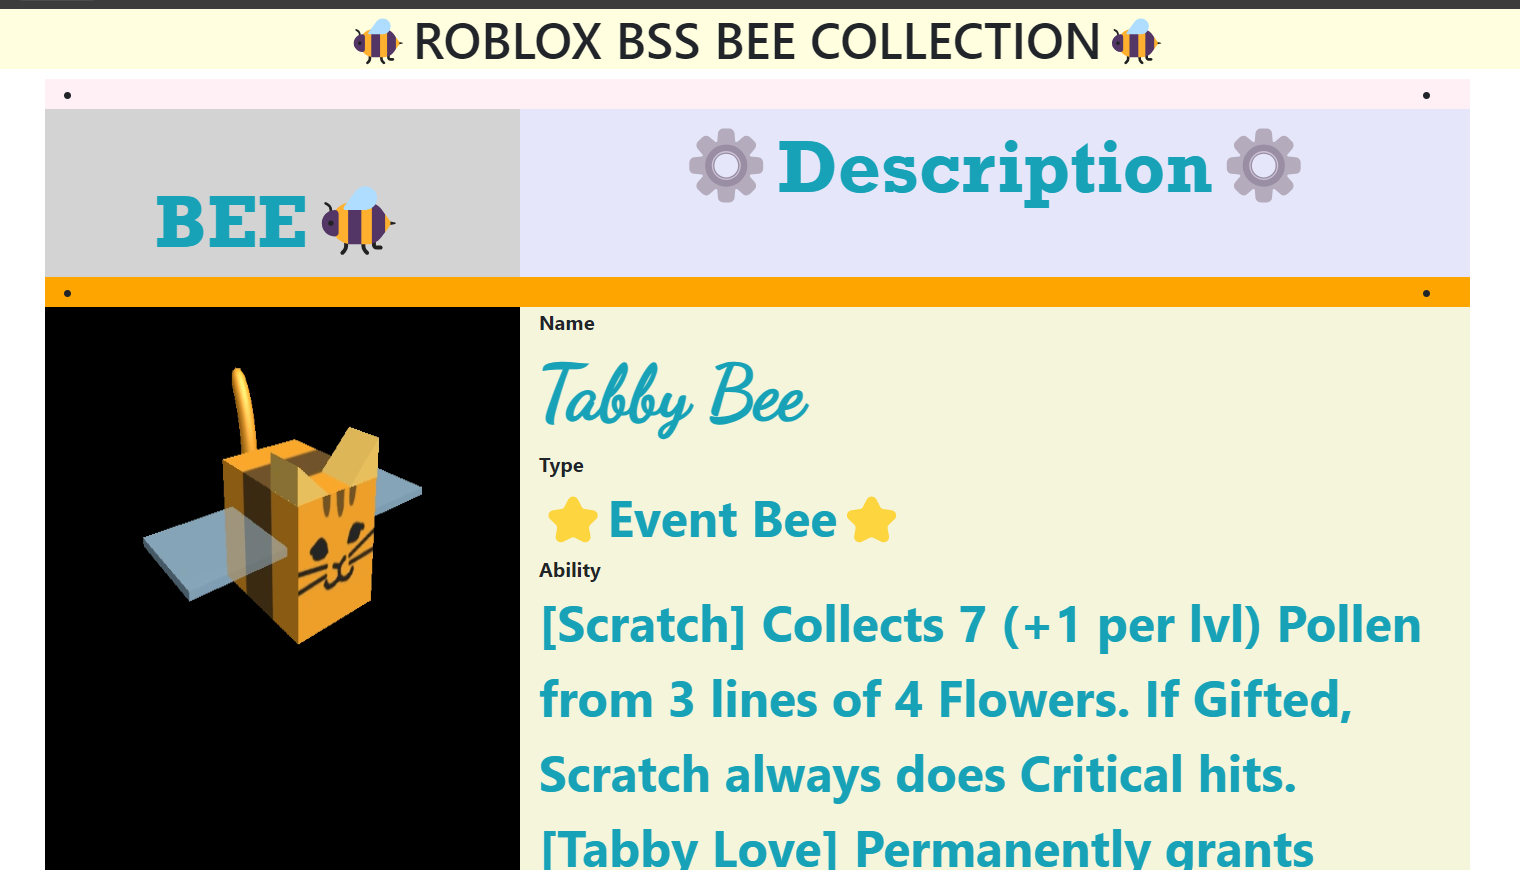 ROBLOX BSS BEE COLLECTION
BEE
Description
Name
Tabby Bee
Type
Event Bee
Ability
[Scratch] Collects 7 (+1 per lvl) Pollen
from 3 lines of 4 Flowers. If Gifted,
Scratch always does Critical hits.
[Tabby Love] Permanently grants